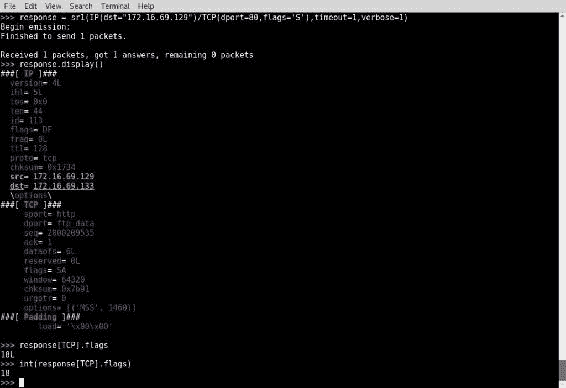 File Edit View Search Terminal Help
>>> response = sr1(IP(dst="172.16.69.129")/TCP(dport=80,flags='S'),timeout=1,verbose=1)
Begin emission:
Finished to send 1 packets.
Received 1 packets, got 1 answers, remaining 0 packets
>>> response.display()
###[ IP ]###
version= 4L
ihl= 5L
tos= 0x0
len= 44
id= 113
flags= DF
frag= 0L
ttl= 128
proto= tcp
chksum= 0x1734
src= 172.16.69.129
dst= 172.16.69.133
\options\
###[ TCP ]###
sport= http
dport= ftp_data
seq= 2000209535
ack= 1
dataofs= 6L
reserved= 0L
flags= SA
window= 64320
chksum= 0x7b91
urgptr= 0
options= [('MSS', 1460)]
###[ Padding ]###
load= '\x00\x00'
>>> response[TCP].flags
18L
>>> int(response[TCP].flags)
18
>>>